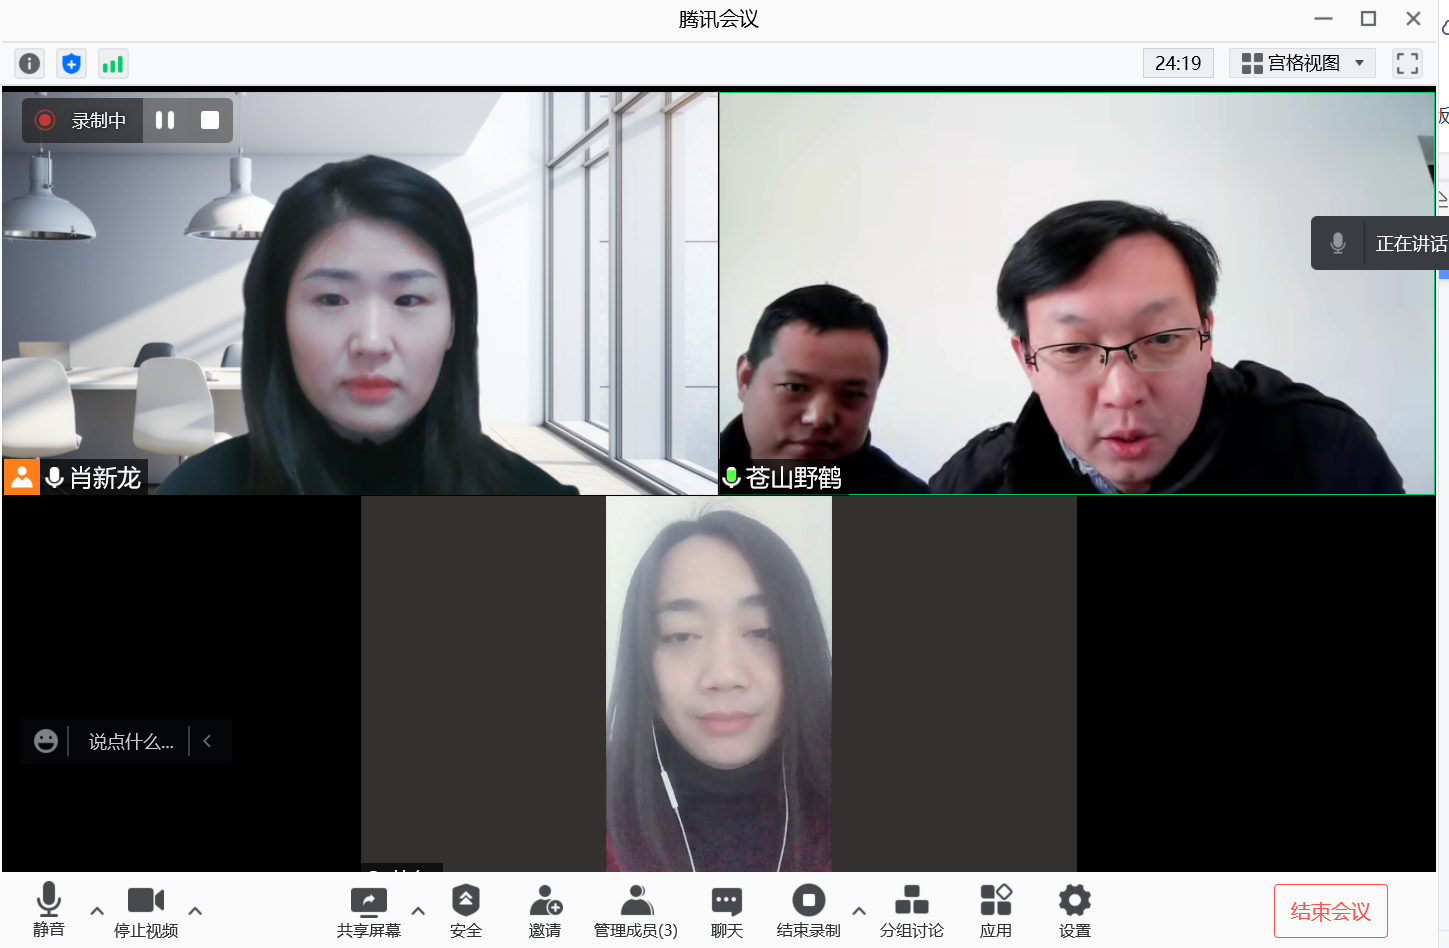 腾讯会议
24:19
宫格视图
录制中
正在讲话
肖新龙
苍山野鹤
说点什么...
静音
停止视频
共享屏幕
安全
邀请
管理成员(3)
聊天
结束录制
分组讨论
应用
设置
结束会议